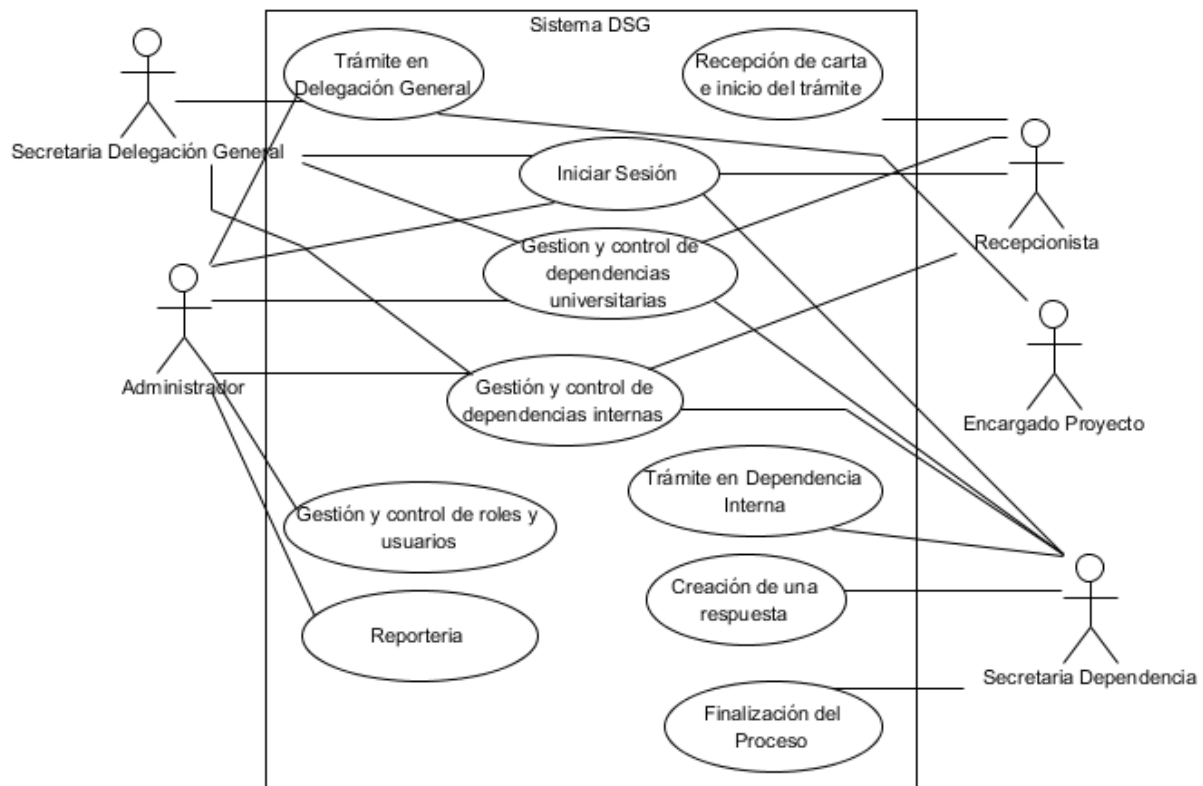 Sistema DSG
Trámite en
Delegación General
Recepción de carta
e inicio del trámite
Secretaria Delegación General
Iniciar Sesión
Recepcionista
Gestion y control de
dependencias
universitarias
Administrador
Gestión y control de
dependencias internas
Encargado Proyecto
Trámite en Dependencia
Interna
Gestión y control de roles y
usuarios
Creación de una
respuesta
Reporteria
Secretaria Dependencia
Finalización del
Proceso